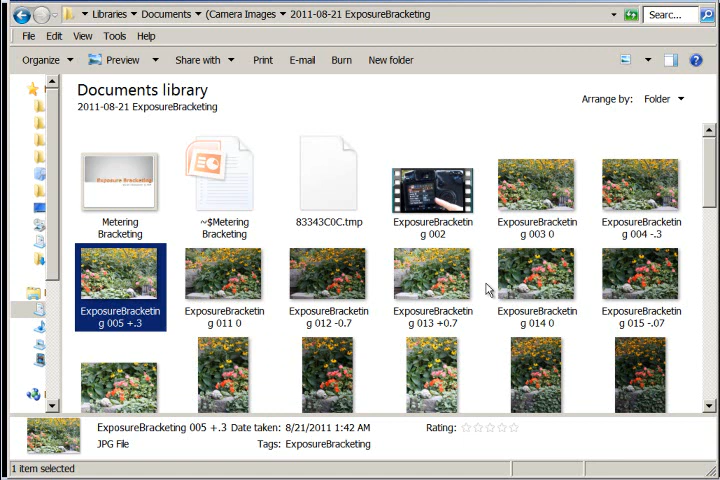 Libraries Documents (Camera Images 2011-08-21 ExposureBracketing Searc...
File Edit View Tools Help
Organize Preview Share with Print E-mail Burn New folder
Documents library
2011-08-21 ExposureBracketing
Arrange by: Folder
Exposure Bracketing
Metering
Bracketing
~$Metering
Bracketing
83343C0C.tmp
ExposureBracketin
g 002
ExposureBracketin
g 003 0
ExposureBracketin
g 004 -.3
ExposureBracketin
g 005 +.3
ExposureBracketin
g 011 0
ExposureBracketin
g 012 -0.7
ExposureBracketin
g 013 +0.7
ExposureBracketin
g 014 0
ExposureBracketin
g 015 -.07
ExposureBracketing 005 +.3 Date taken: 8/21/2011 1:42 AM Rating:
JPG File Tags: ExposureBracketing
1 item selected